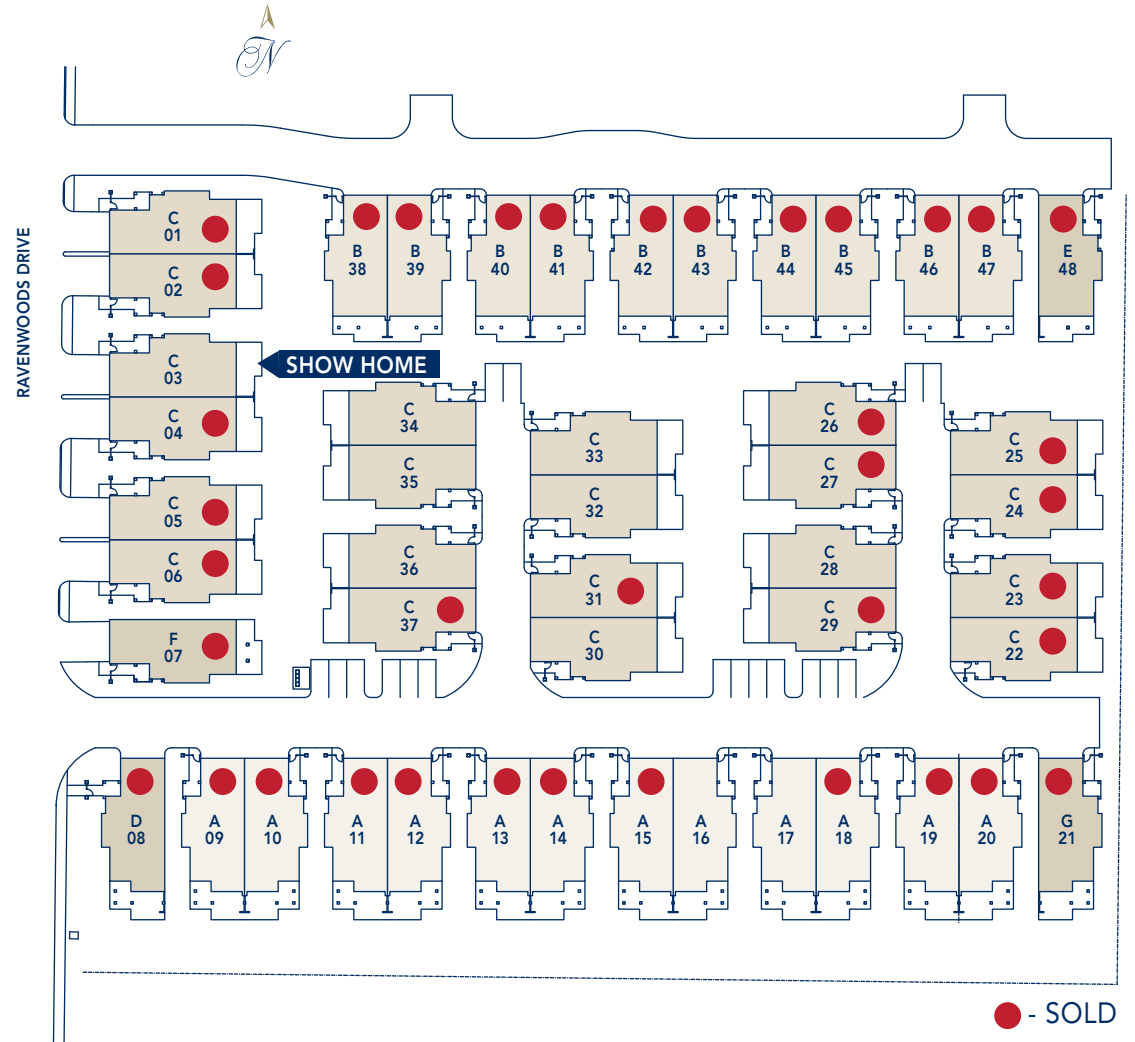 N
RAVENWOODS DRIVE
C
01
C
02
C
03
SHOW HOME
C
04
C
05
C
06
F
07
B
38
B
39
B
40
B
41
B
42
B
43
B
44
B
45
B
46
B
47
E
48
C
34
C
35
C
36
C
37
C
33
C
32
C
31
C
30
C
26
C
27
C
28
C
29
C
25
C
24
C
23
C
22
D
08
A
09
A
10
A
11
A
12
A
13
A
14
A
15
A
16
A
17
A
18
A
19
A
20
G
21
- SOLD